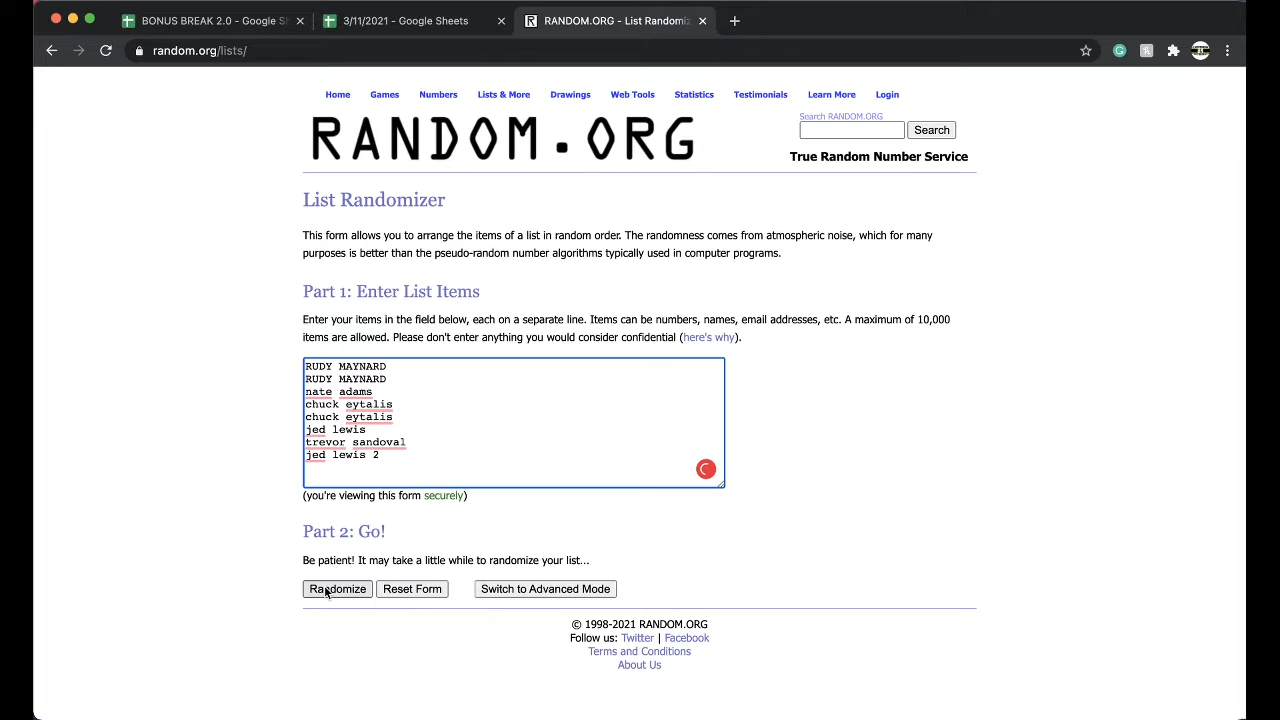 BONUS BREAK 2.0 - Google Sh
3/11/2021 - Google Sheets
RANDOM.ORG - List Randomiz
random.org/lists/
Home Games Numbers Lists & More Drawings Web Tools Statistics Testimonials Learn More Login
RANDOM.ORG
Search RANDOM.ORG
Search
True Random Number Service
List Randomizer
This form allows you to arrange the items of a list in random order. The randomness comes from atmospheric noise, which for many
purposes is better than the pseudo-random number algorithms typically used in computer programs.
Part 1: Enter List Items
Enter your items in the field below, each on a separate line. Items can be numbers, names, email addresses, etc. A maximum of 10,000
items are allowed. Please don't enter anything you would consider confidential (here's why).
RUDY MAYNARD
RUDY MAYNARD
nate adams
chuck eytalis
chuck eytalis
jed lewis
trevor sandoval
jed lewis 2
(you're viewing this form securely)
Part 2: Go!
Be patient! It may take a little while to randomize your list...
Randomize Reset Form Switch to Advanced Mode
© 1998-2021 RANDOM.ORG
Follow us: Twitter | Facebook
Terms and Conditions
About Us